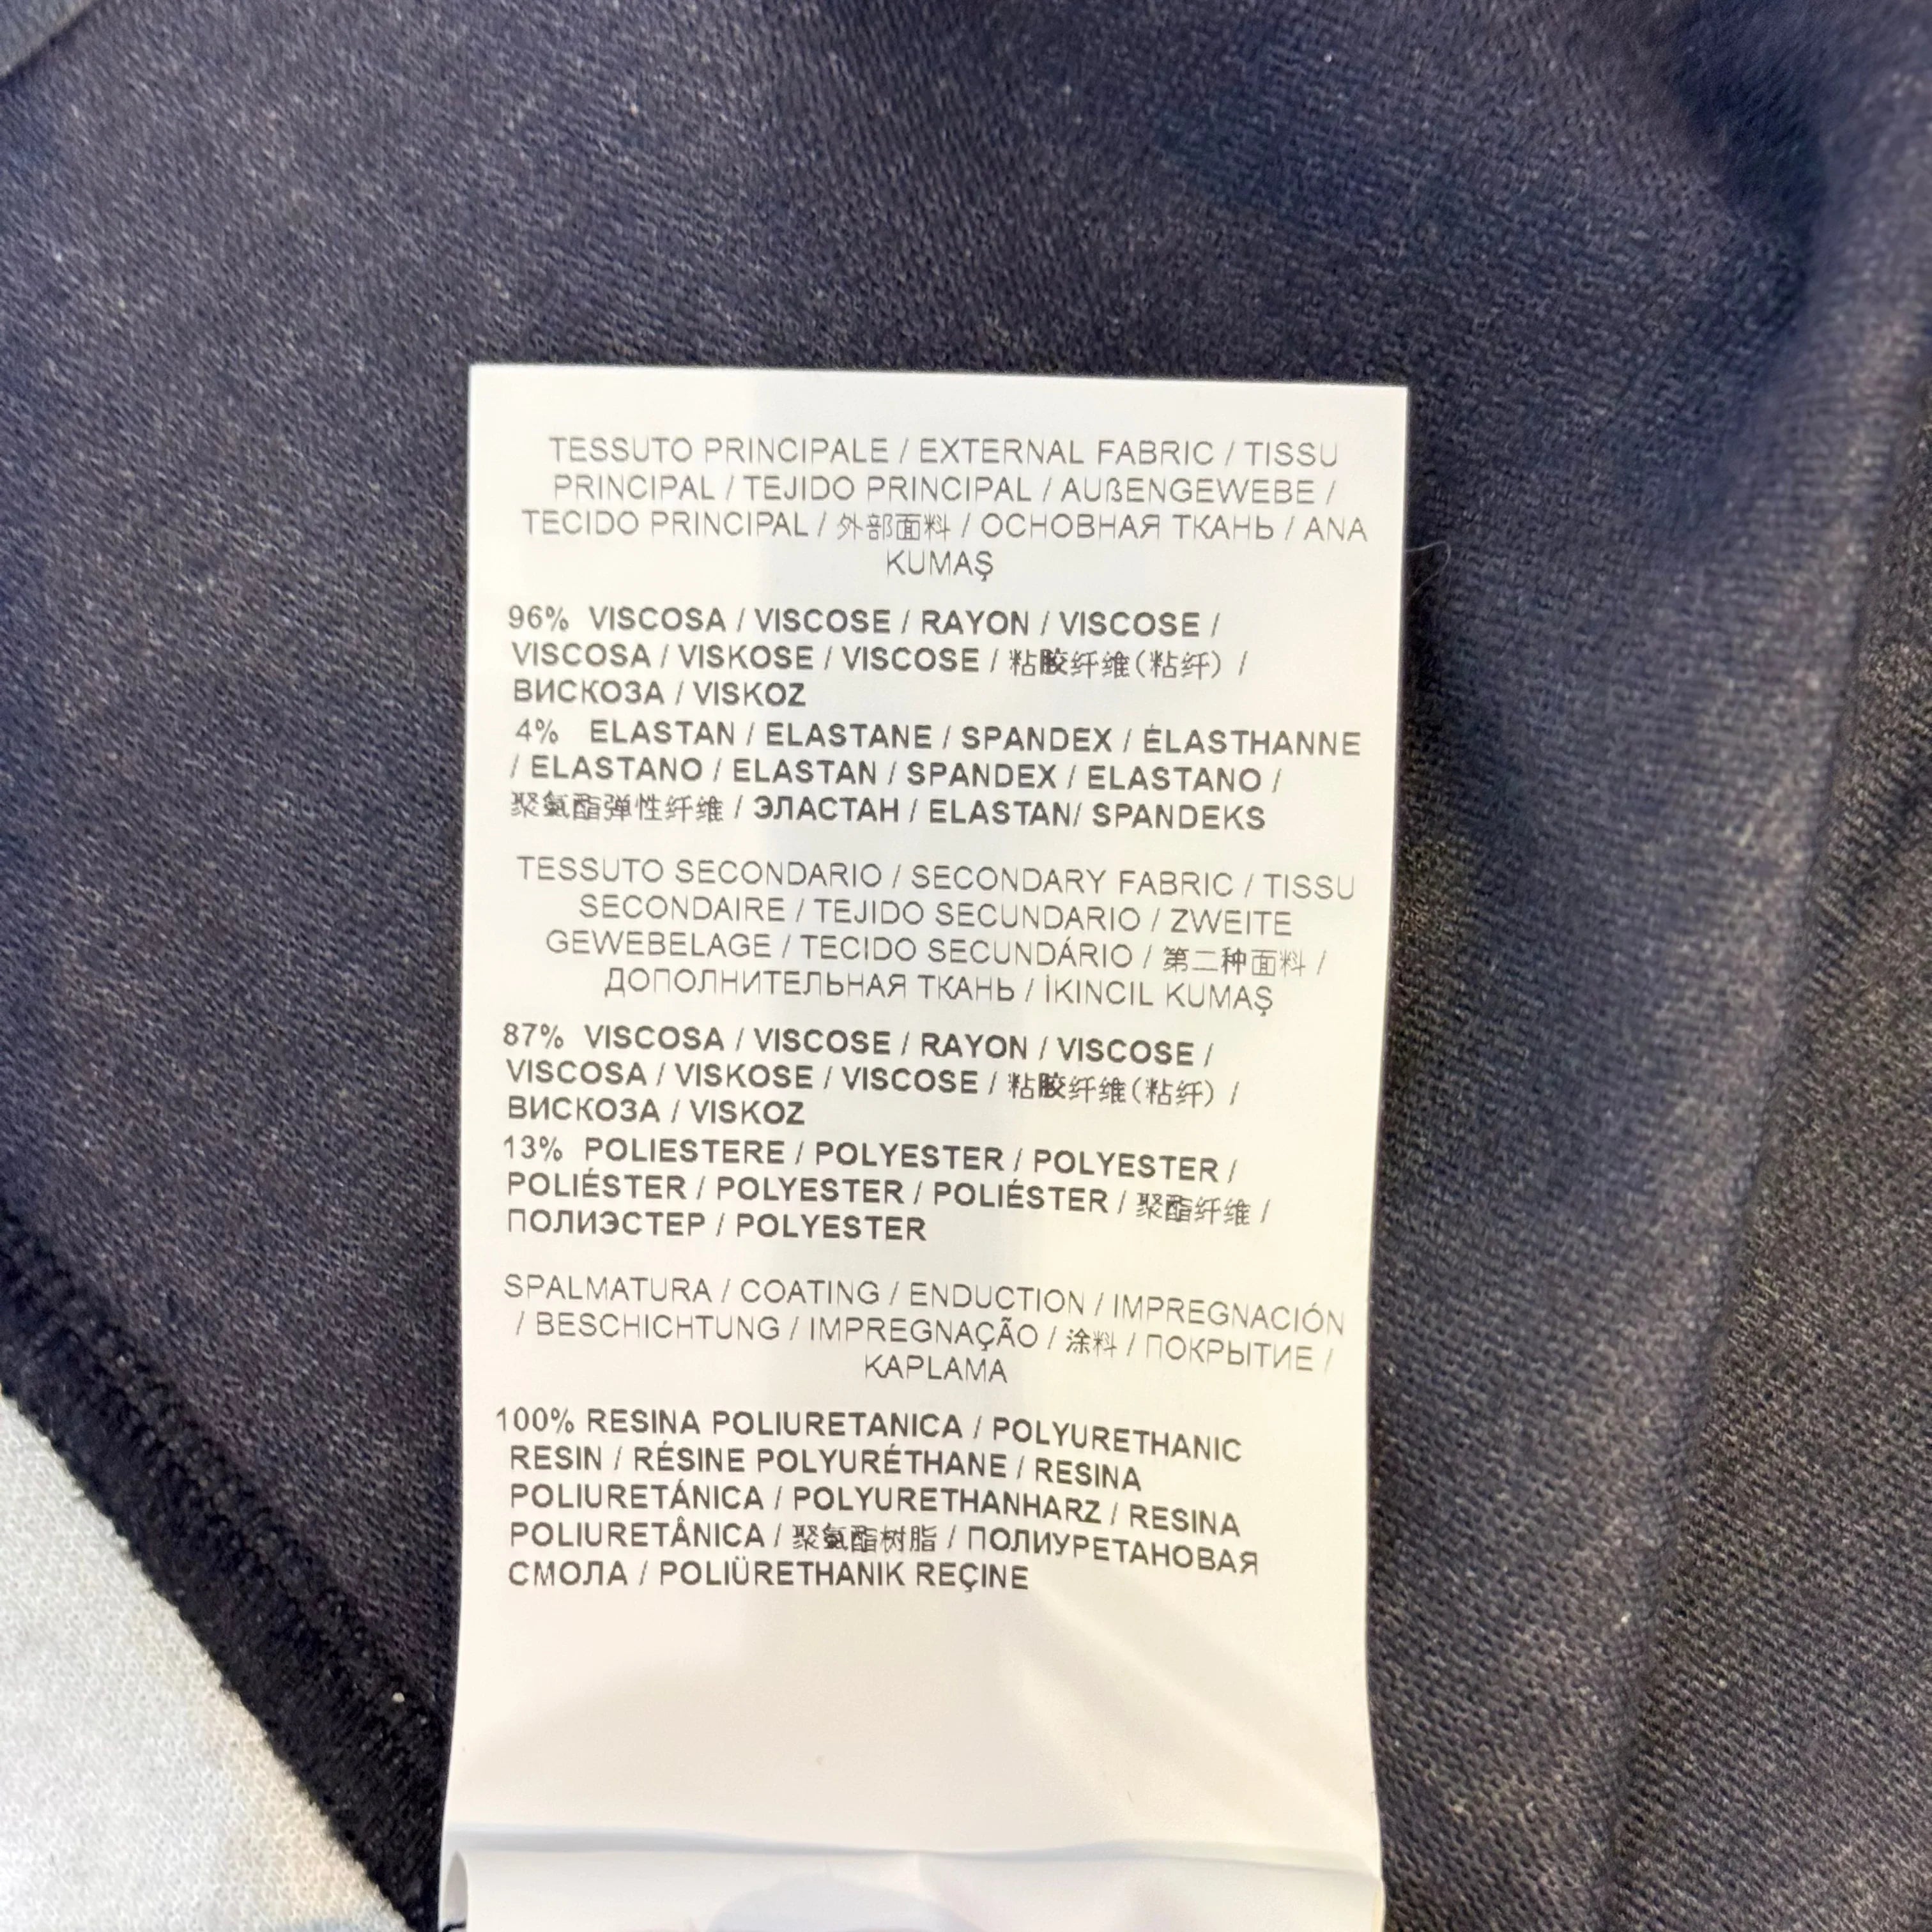 TESSUTO PRINCIPALE / EXTERNAL FABRIC / TISSU
PRINCIPAL / TEJIDO PRINCIPAL / AUßENGEWEBE /
TECIDO PRINCIPAL / 外部面料 / ОСНОВНАЯ ТКАНЬ / ANA
KUMAŞ
96% VISCOSA / VISCOSE / RAYON / VISCOSE /
VISCOSA / VISKOSE / VISCOSE / 粘胶纤维(粘纤) /
ВИСКОЗА / VISKOZ
4% ELASTAN / ELASTANE / SPANDEX / ÉLASTHANNE
/ ELASTANO / ELASTAN / SPANDEX / ELASTANO /
聚氨酯弹性纤维 / ЭЛАСТАН / ELASTAN/ SPANDEKS
TESSUTO SECONDARIO / SECONDARY FABRIC / TISSU
SECONDAIRE / TEJIDO SECUNDARIO / ZWEITE
GEWEBELAGE / TECIDO SECUNDÁRIO / 第二种面料 /
ДОПОЛНИТЕЛЬНАЯ ТКАНЬ / İKINCIL KUMAŞ
87% VISCOSA / VISCOSE / RAYON / VISCOSE /
VISCOSA / VISKOSE / VISCOSE / 粘胶纤维(粘纤) /
ВИСКОЗА / VISKOZ
13% POLIESTERE / POLYESTER / POLYESTER /
POLIÉSTER / POLYESTER / POLIÉSTER / 聚酯纤维 /
ПОЛИЭСТЕР / POLYESTER
SPALMATURA / COATING / ENDUCTION / IMPREGNACIÓN
/ BESCHICHTUNG / IMPREGNAÇÃO / 涂料 / ПОКРЫТИЕ /
KAPLAMA
100% RESINA POLIURETANICA / POLYURETHANIC
RESIN / RÉSINE POLYURÉTHANE / RESINA
POLIURETÁNICA / POLYURETHANHARZ / RESINA
POLIURETÂNICA / 聚氨酯树脂 / ПОЛИУРЕТАНОВАЯ
СМОЛА / POLIÜRETHANIK REÇINE